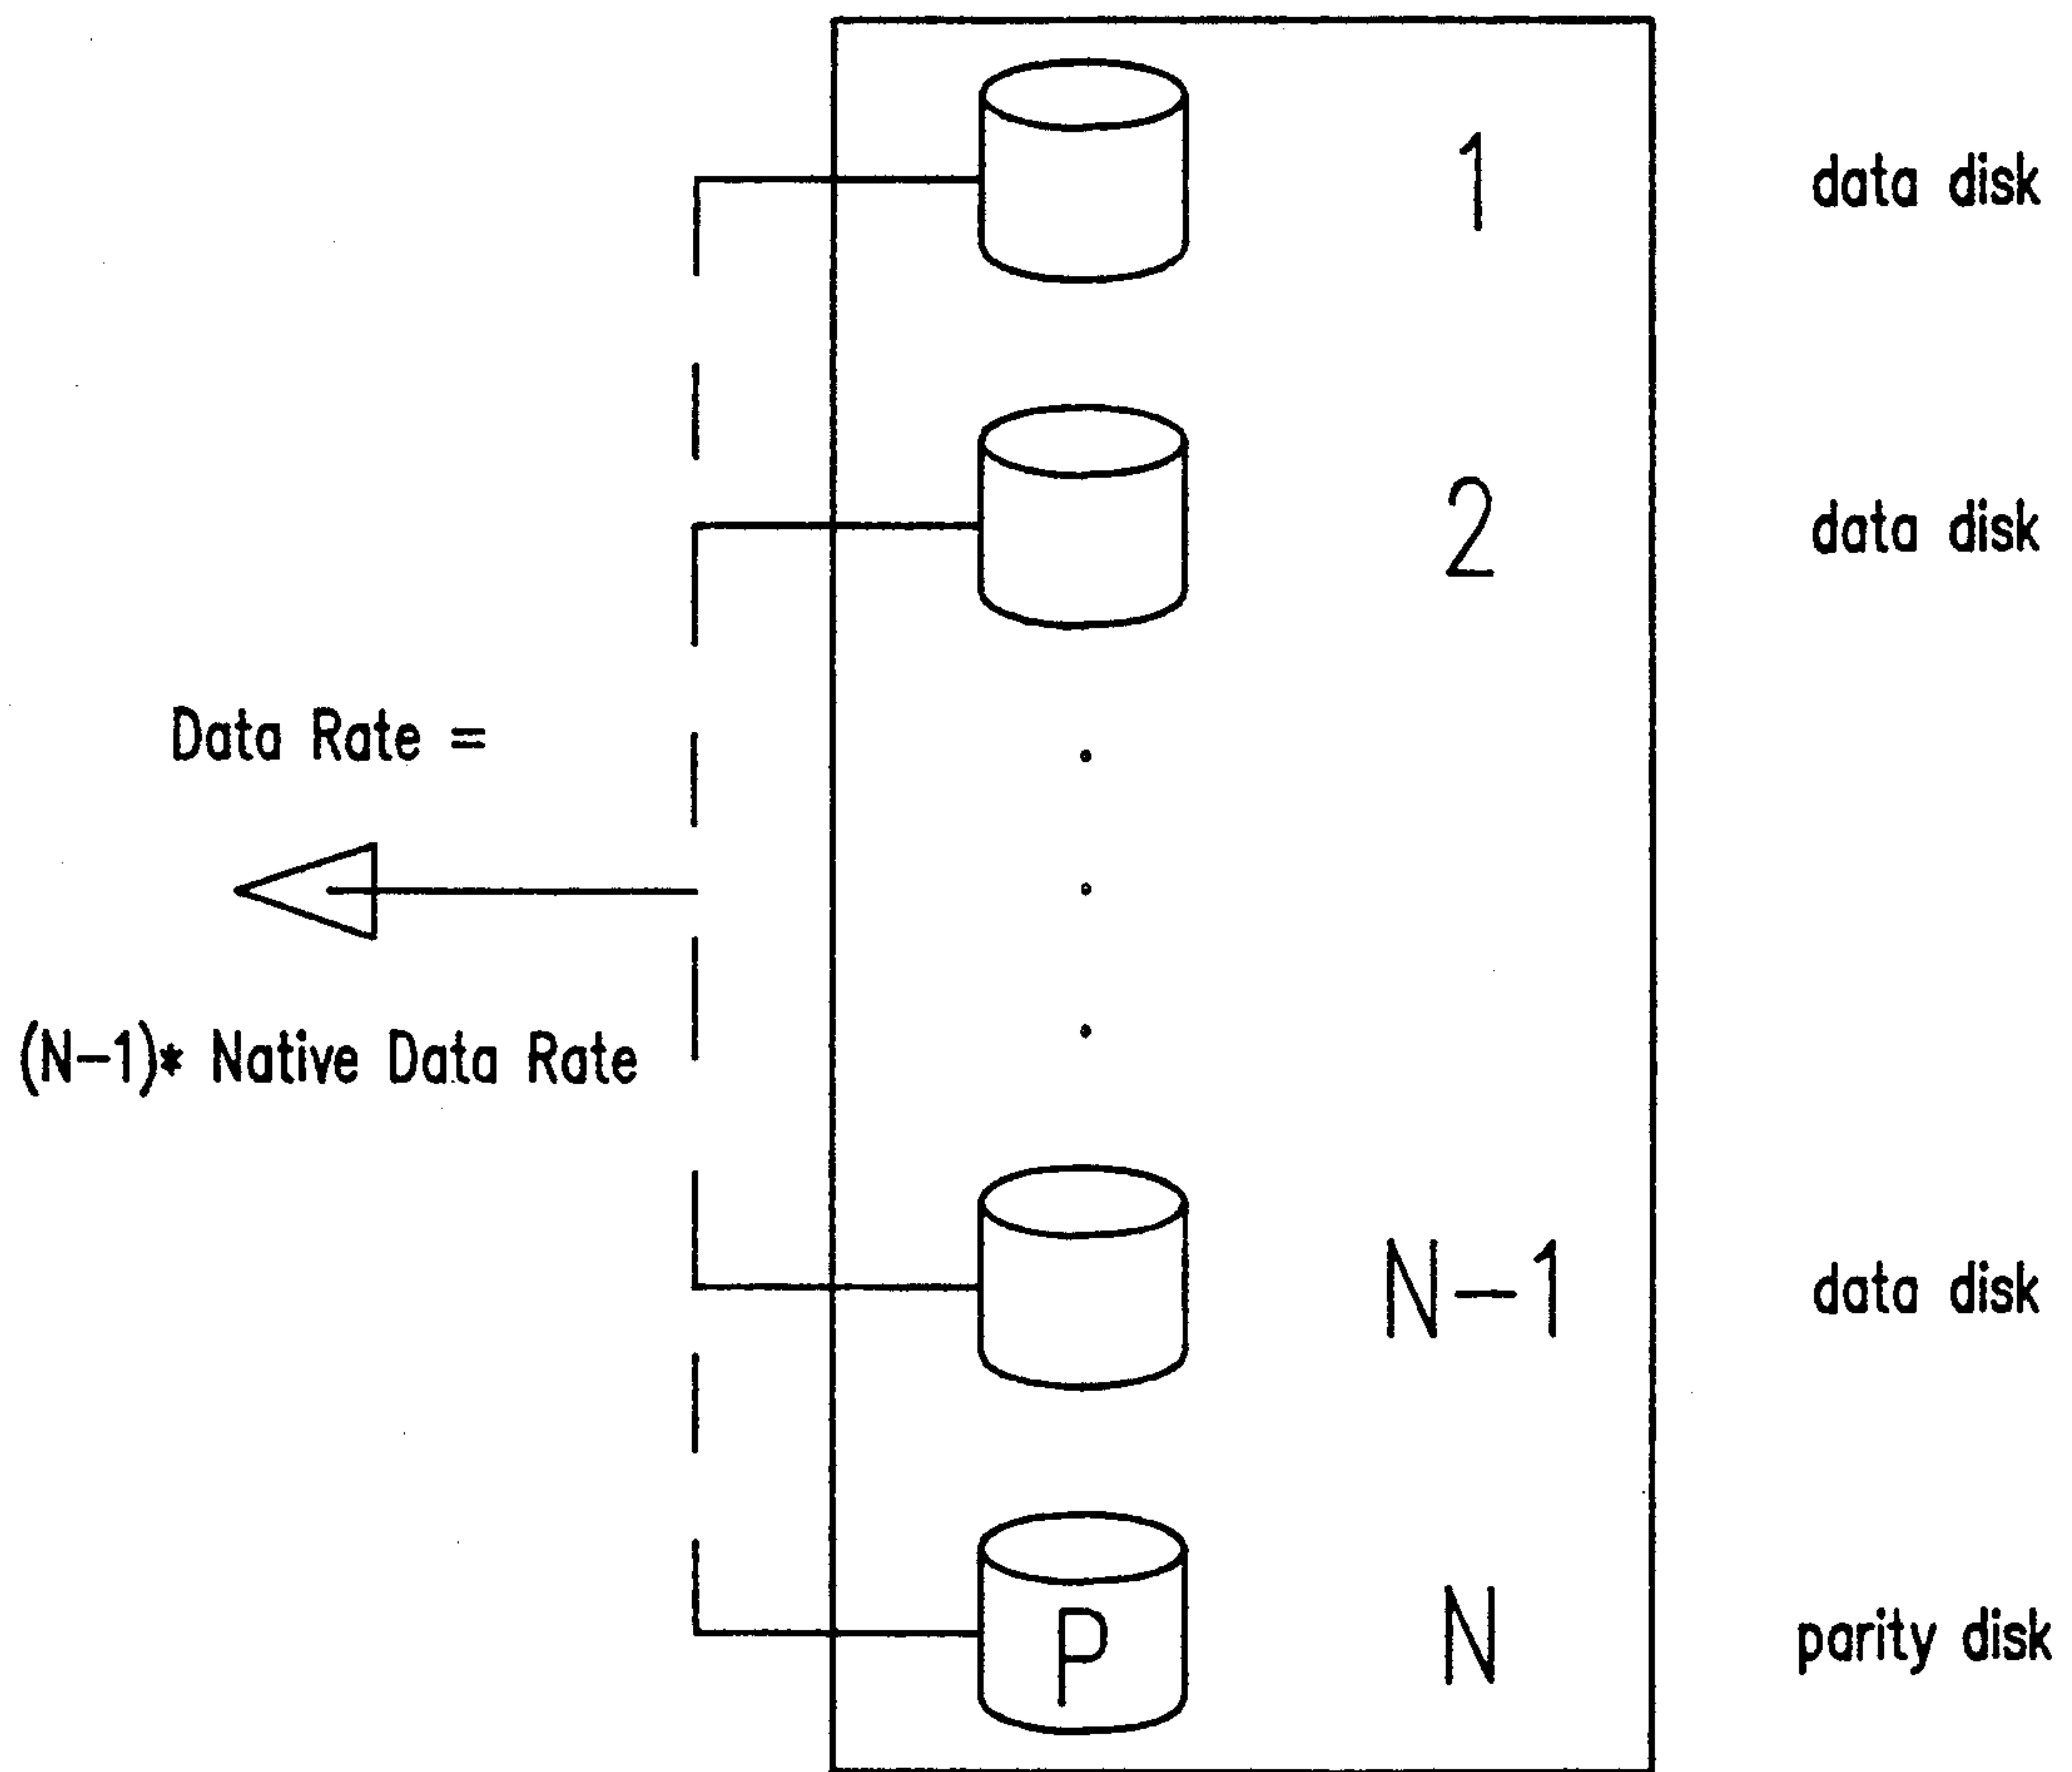 1 data disk
2 data disk
Data Rate =
(N-1)* Native Data Rate
N-1 data disk
P N parity disk